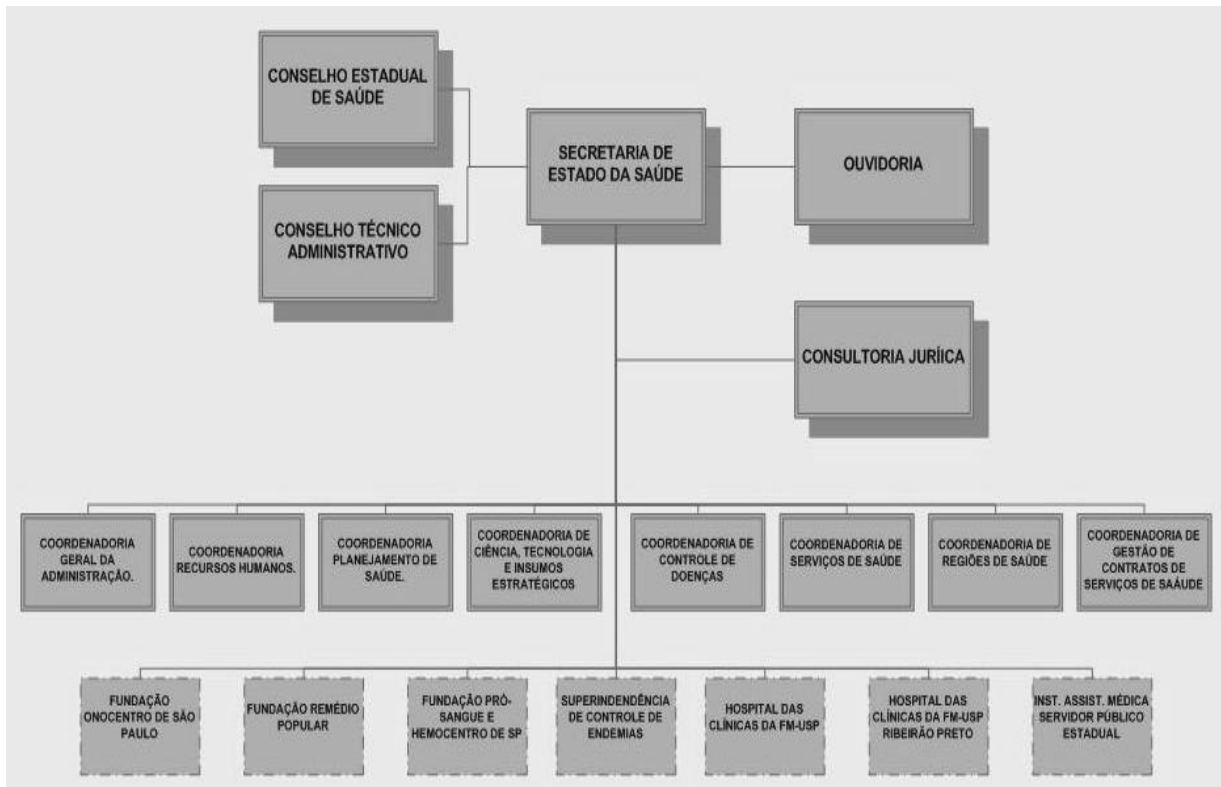 CONSELHO ESTADUAL
DE SAÚDE
SECRETARIA DE
ESTADO DA SAÚDE
OUVIDORIA
CONSELHO TÉCNICO
ADMINISTRATIVO
CONSULTORIA JURÍICA
COORDENADORIA
GERAL DA
ADMINISTRAÇÃO.
COORDENADORIA
RECURSOS HUMANOS.
COORDENADORIA
PLANEJAMENTO DE
SAÚDE.
COORDENADORIA DE
CIÊNCIA, TECNOLOGIA
E INSUMOS
ESTRATÉGICOS
COORDENADORIA DE
CONTROLE DE
DOENÇAS
COORDENADORIA DE
SERVIÇOS DE SAÚDE
COORDENADORIA DE
REGIÕES DE SAÚDE
COORDENADORIA DE
GESTÃO DE
CONTRATOS DE
SERVIÇOS DE SAÁUDE
FUNDAÇÃO
ONOCENTRO DE SÃO
PAULO
FUNDAÇÃO REMÉDIO
POPULAR
FUNDAÇÃO PRÓ-
SANGUE E
HEMOCENTRO DE SP
SUPERINDENDÊNCIA
DE CONTROLE DE
ENDEMIAS
HOSPITAL DAS
CLÍNICAS DA FM-USP
HOSPITAL DAS
CLÍNICAS DA FM-USP
RIBEIRÃO PRETO
INST. ASSIST. MÉDICA
SERVIDOR PÚBLICO
ESTADUAL